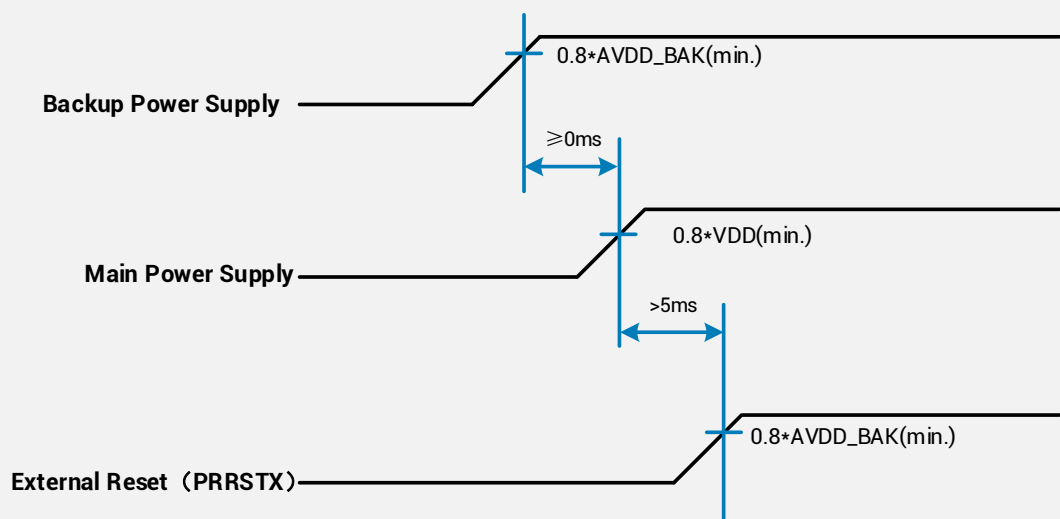 0.8*AVDD_BAK(min.)
Backup Power Supply
≥0ms
0.8*VDD(min.)
Main Power Supply
>5ms
0.8*AVDD_BAK(min.)
External Reset（PRRSTX）